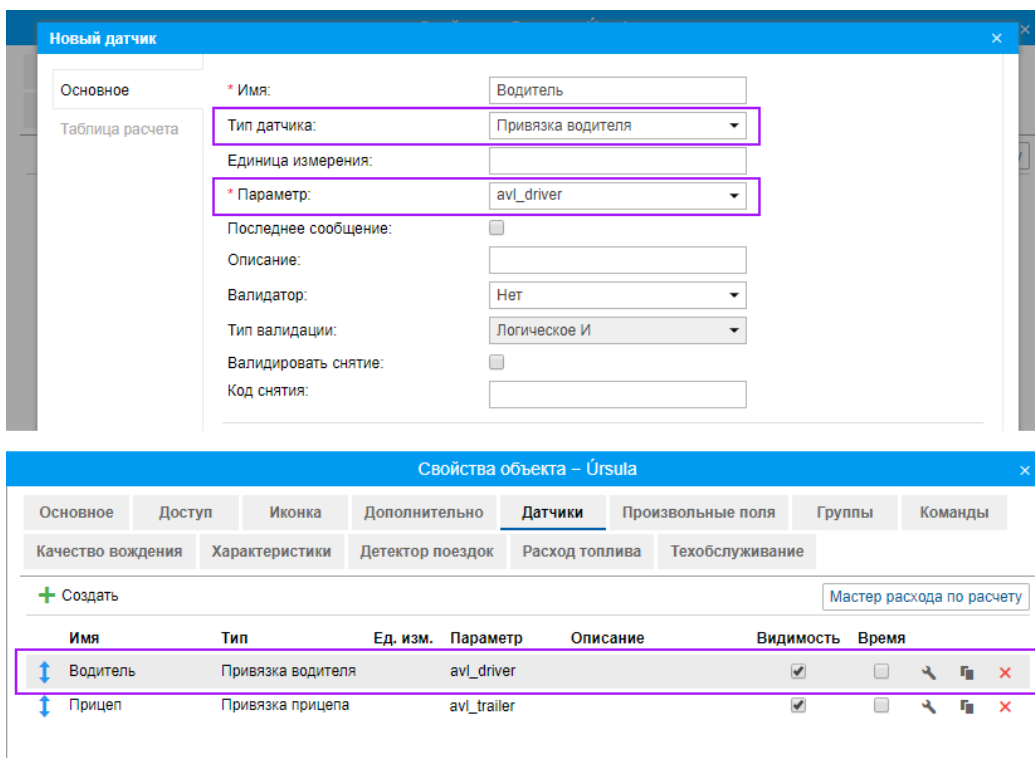 Новый датчик
Основное
Таблица расчета
* Имя: Водитель
Тип датчика: Привязка водителя
Единица измерения:
* Параметр: avl_driver
Последнее сообщение:
Описание:
Валидатор: Нет
Тип валидации: Логическое И
Валидировать снятие:
Код снятия:
Свойства объекта – Úrsula
Основное Доступ Иконка Дополнительно Датчики Произвольные поля Группы Команды
Качество вождения Характеристики Детектор поездок Расход топлива Техобслуживание
Создать Мастер расхода по расчету
Имя Тип Ед. изм. Параметр Описание Видимость Время
Водитель Привязка водителя avl_driver
Прицеп Привязка прицепа avl_trailer